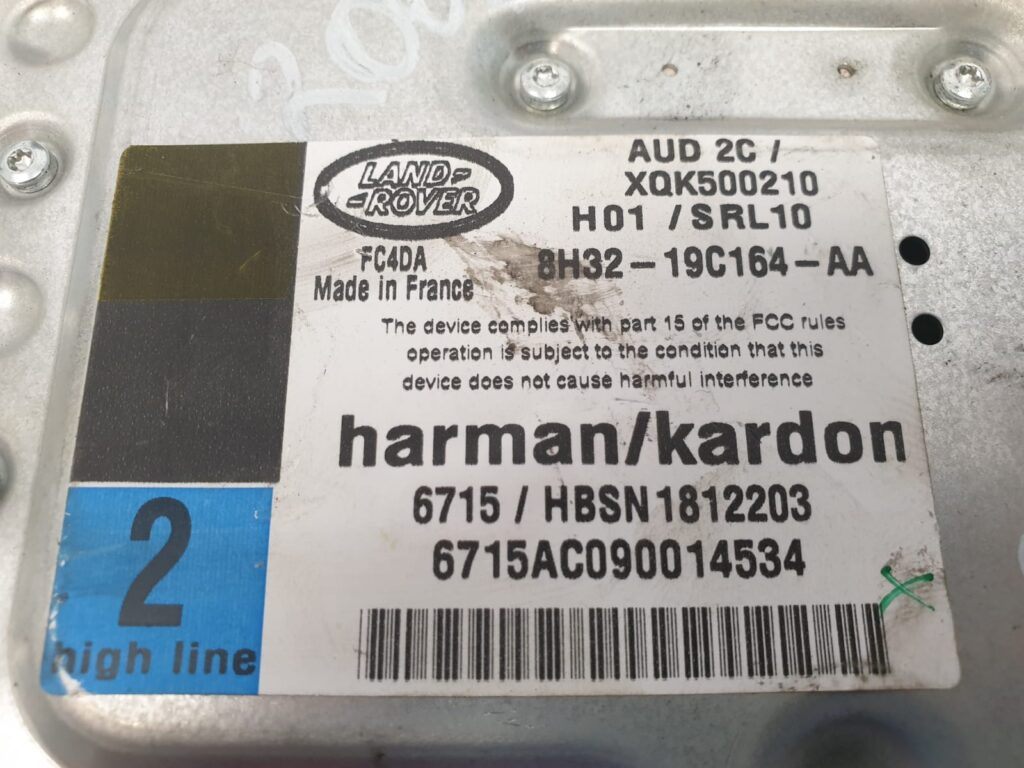 LAND-
-ROVER
FC4DA
Made in France
AUD 2C /
XQK500210
H01 / SRL10
8H32-19C164-AA
The device complies with part 15 of the FCC rules
operation is subject to the condition that this
device does not cause harmful interference
harman/kardon
6715 / HBSN1812203
6715AC090014534
2
high line